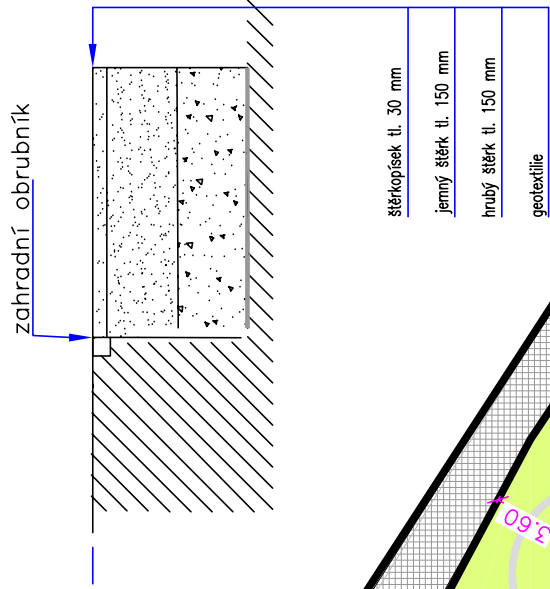 zahradní obrubník
štěrkopísek tl. 30 mm
jemný štěrk tl. 150 mm
hrubý štěrk tl. 150 mm
geotextilie
3.60